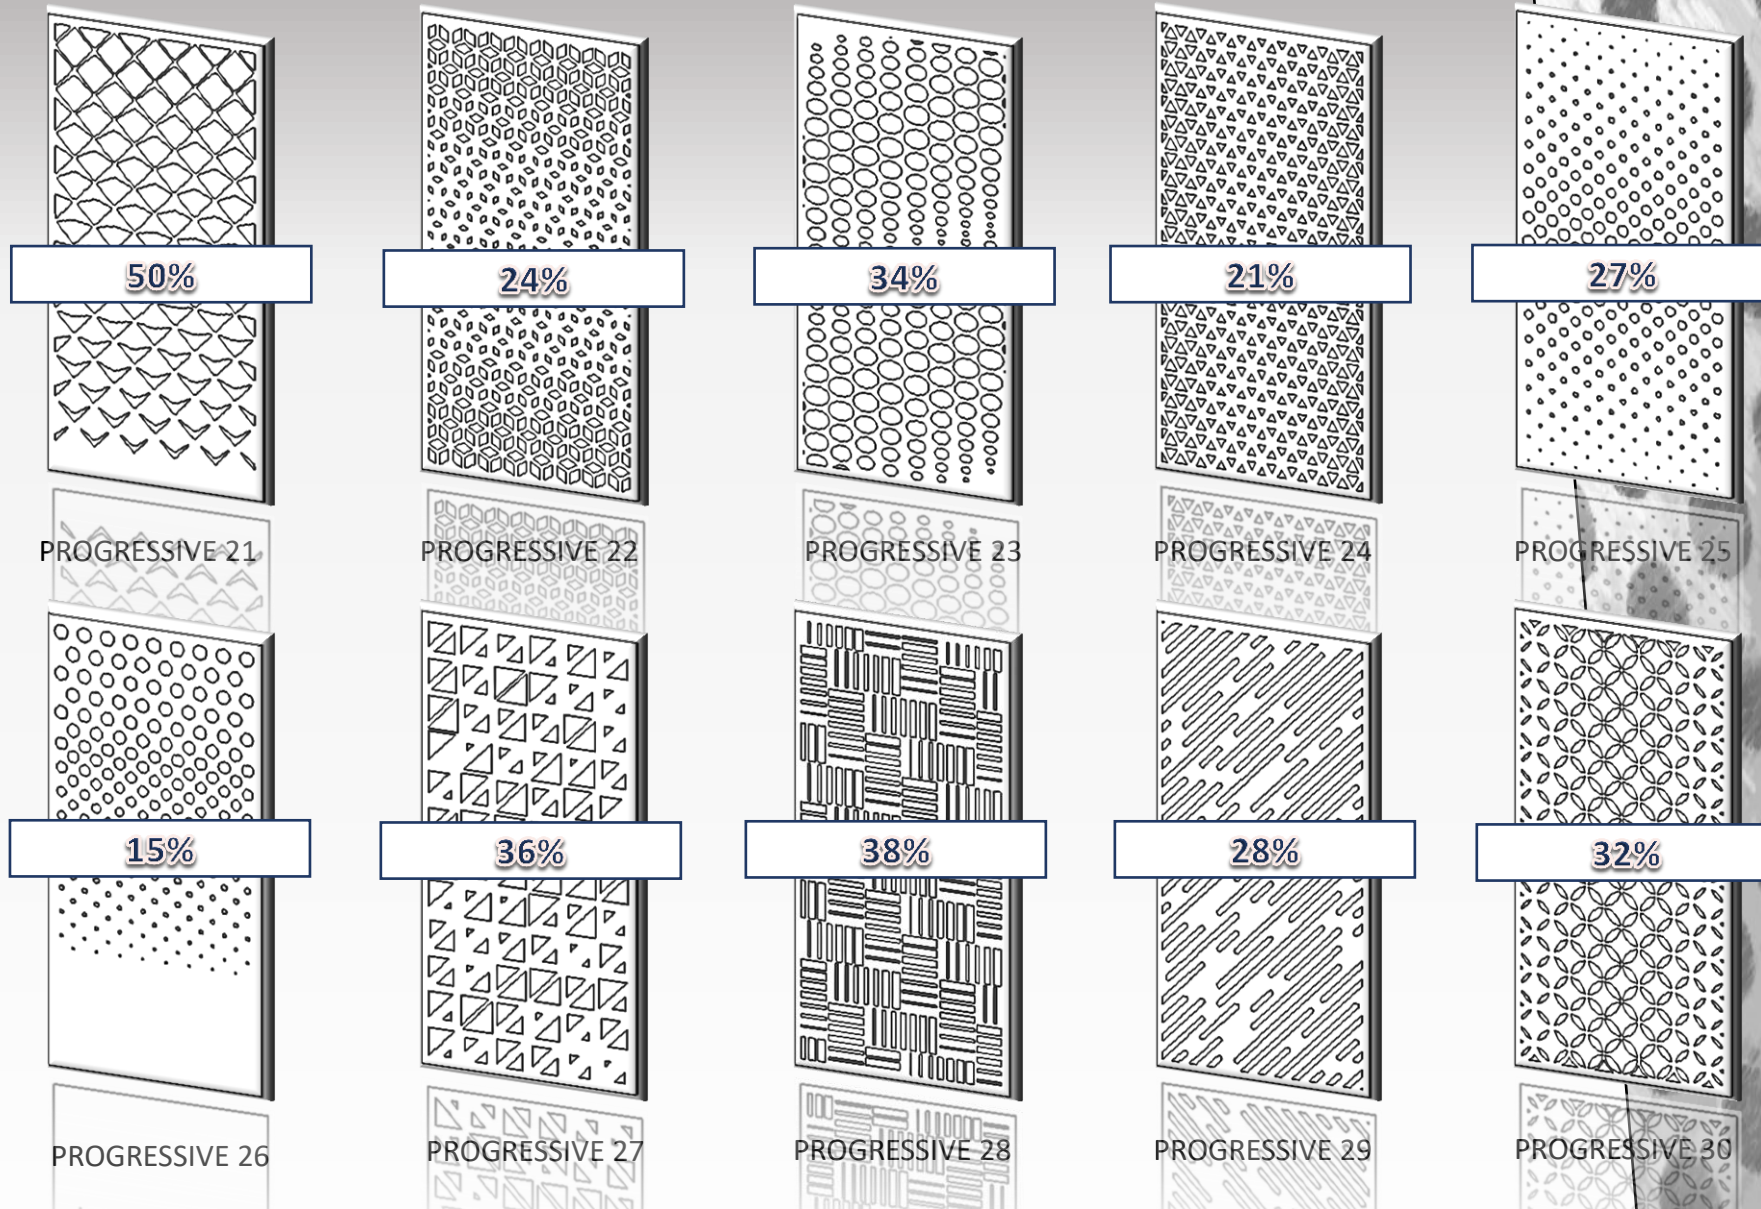 50%
24%
34%
21%
27%
PROGRESSIVE 21
PROGRESSIVE 22
PROGRESSIVE 23
PROGRESSIVE 24
PROGRESSIVE 25
15%
36%
38%
28%
32%
PROGRESSIVE 26
PROGRESSIVE 27
PROGRESSIVE 28
PROGRESSIVE 29
PROGRESSIVE 30